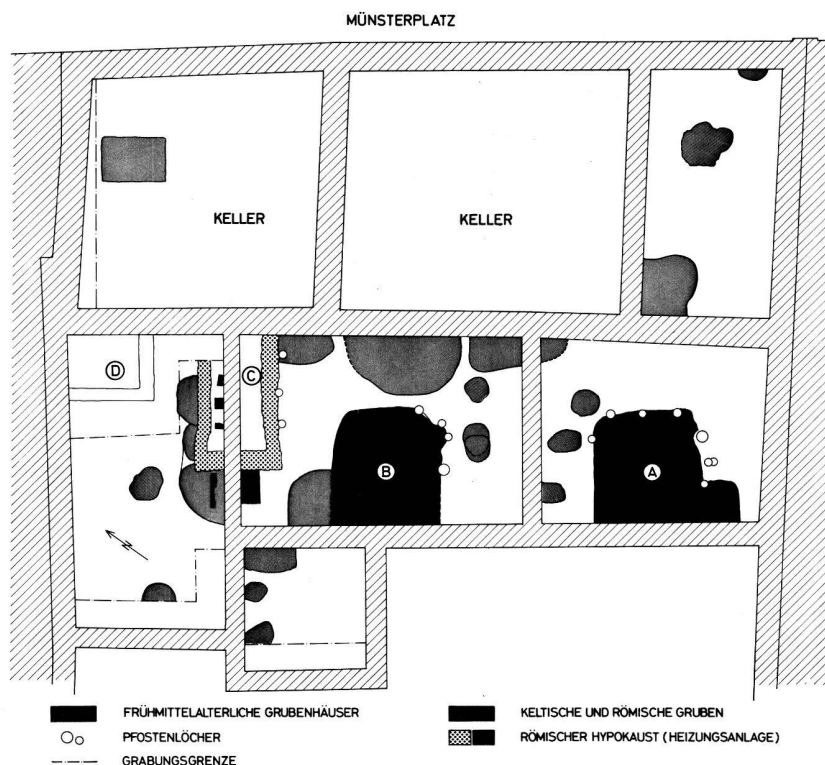 MÜNSTERPLATZ
KELLER
KELLER
D
C
B
A
N
FRÜHMITTELALTERLICHE GRUBENHÄUSER
PFOSTENLÖCHER
GRABUNGSGRENZE
KELTISCHE UND RÖMISCHE GRUBEN
RÖMISCHER HYPOKAUST (HEIZUNGSANLAGE)